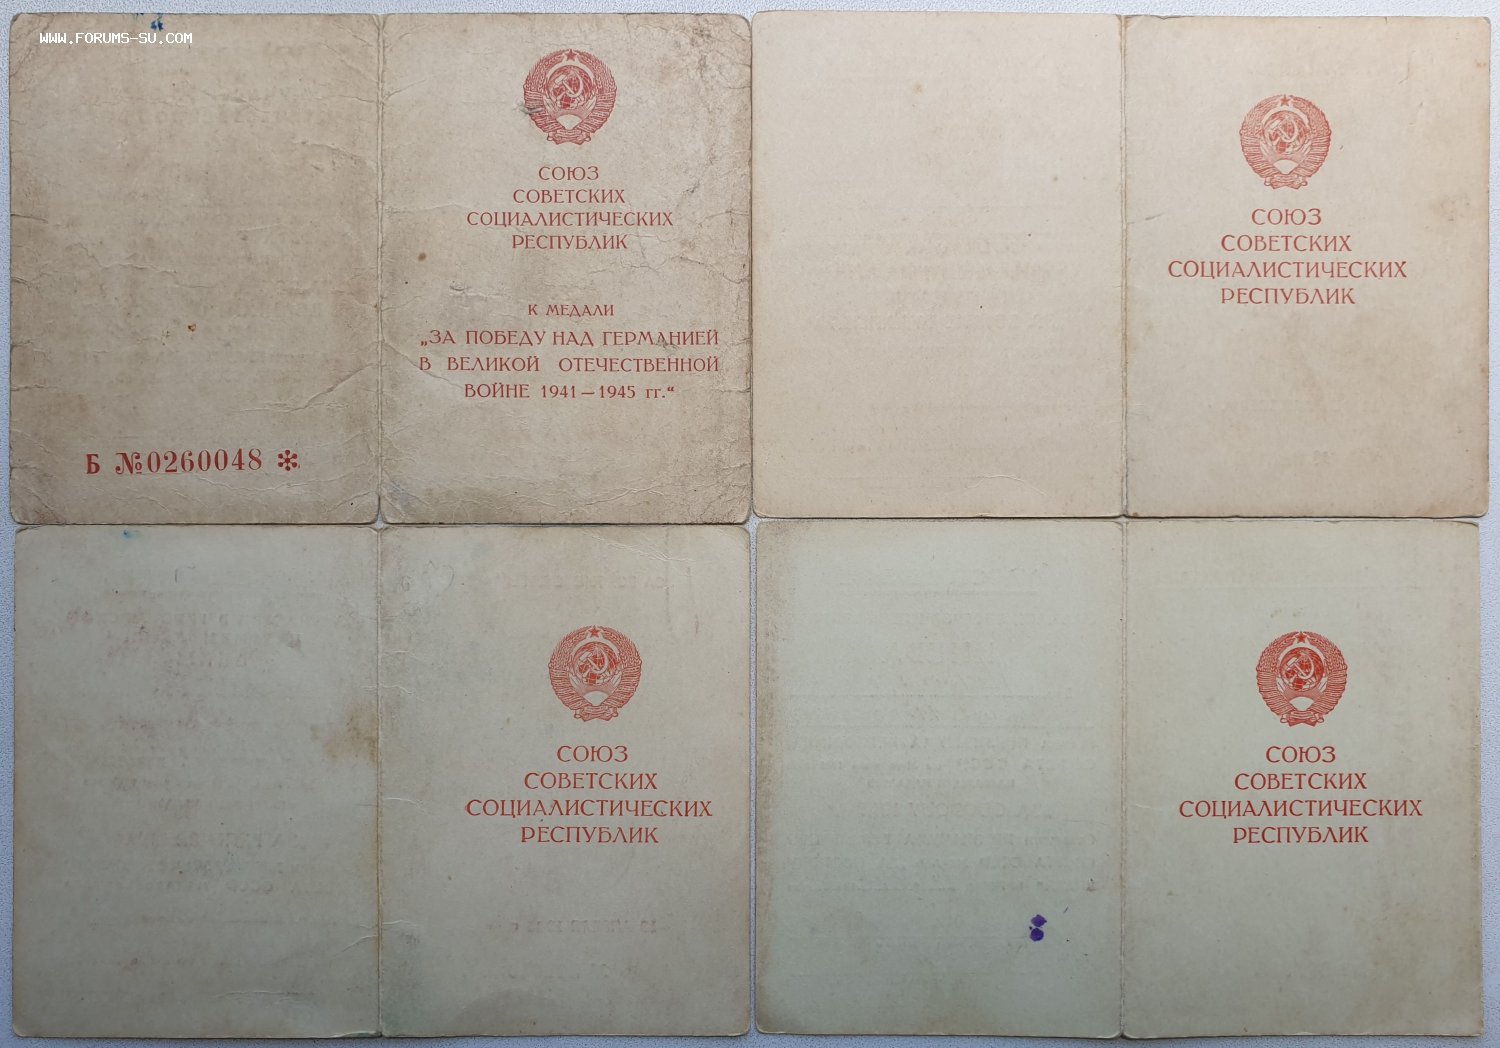 WWW.FORUMS-SU.COM
СОЮЗ
СОВЕТСКИХ
СОЦИАЛИСТИЧЕСКИХ
РЕСПУБЛИК
К МЕДАЛИ
„ЗА ПОБЕДУ НАД ГЕРМАНИЕЙ
В ВЕЛИКОЙ ОТЕЧЕСТВЕННОЙ
ВОЙНЕ 1941 — 1945 гг.“
Б №0260048 *
СОЮЗ
СОВЕТСКИХ
СОЦИАЛИСТИЧЕСКИХ
РЕСПУБЛИК
СОЮЗ
СОВЕТСКИХ
СОЦИАЛИСТИЧЕСКИХ
РЕСПУБЛИК
СОЮЗ
СОВЕТСКИХ
СОЦИАЛИСТИЧЕСКИХ
РЕСПУБЛИК